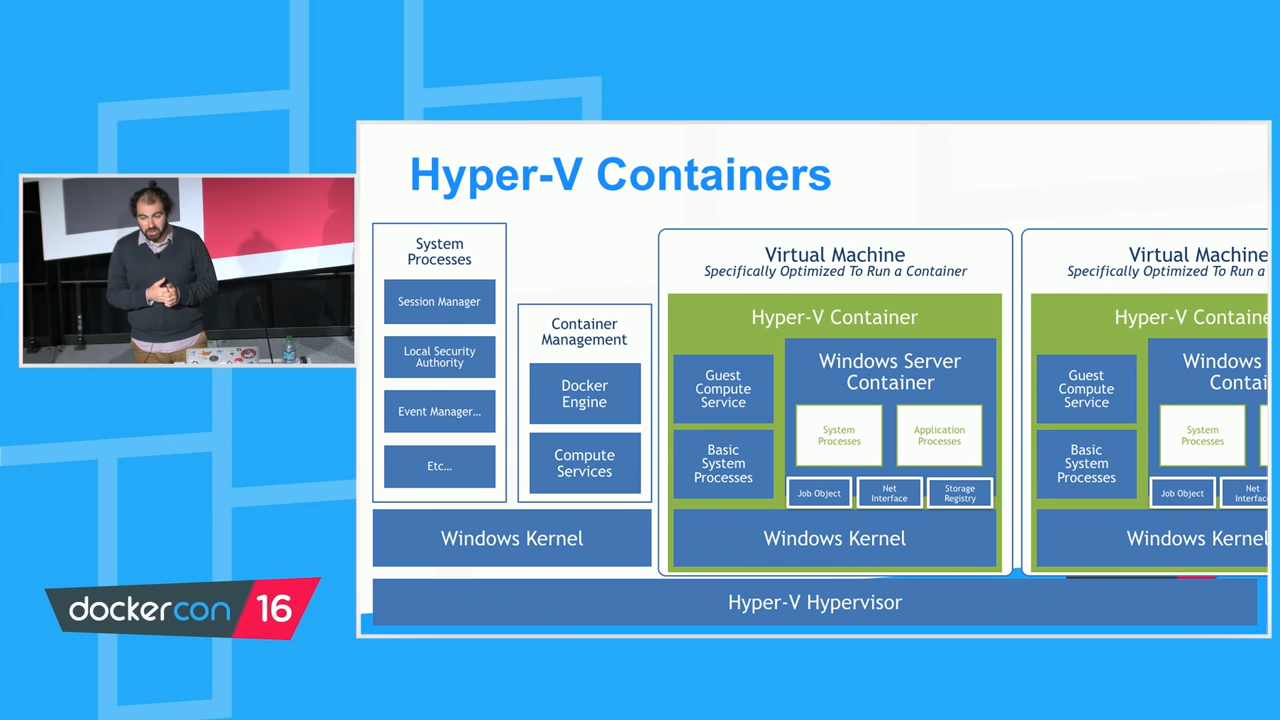 Hyper-V Containers
System
Processes
Session Manager
Local Security
Authority
Event Manager…
Etc…
Container
Management
Docker
Engine
Compute
Services
Windows Kernel
Virtual Machine
Specifically Optimized To Run a Container
Hyper-V Container
Guest
Compute
Service
Basic
System
Processes
Windows Server
Container
System
Processes
Application
Processes
Job Object
Net
Interface
Storage
Registry
Windows Kernel
Virtual Machine
Specifically Optimized To Run a
Hyper-V Containe
Guest
Compute
Service
Basic
System
Processes
Windows
Contai
System
Processes
Job Object
Net
Interfac
Windows Kernel
Hyper-V Hypervisor
dockercon 16